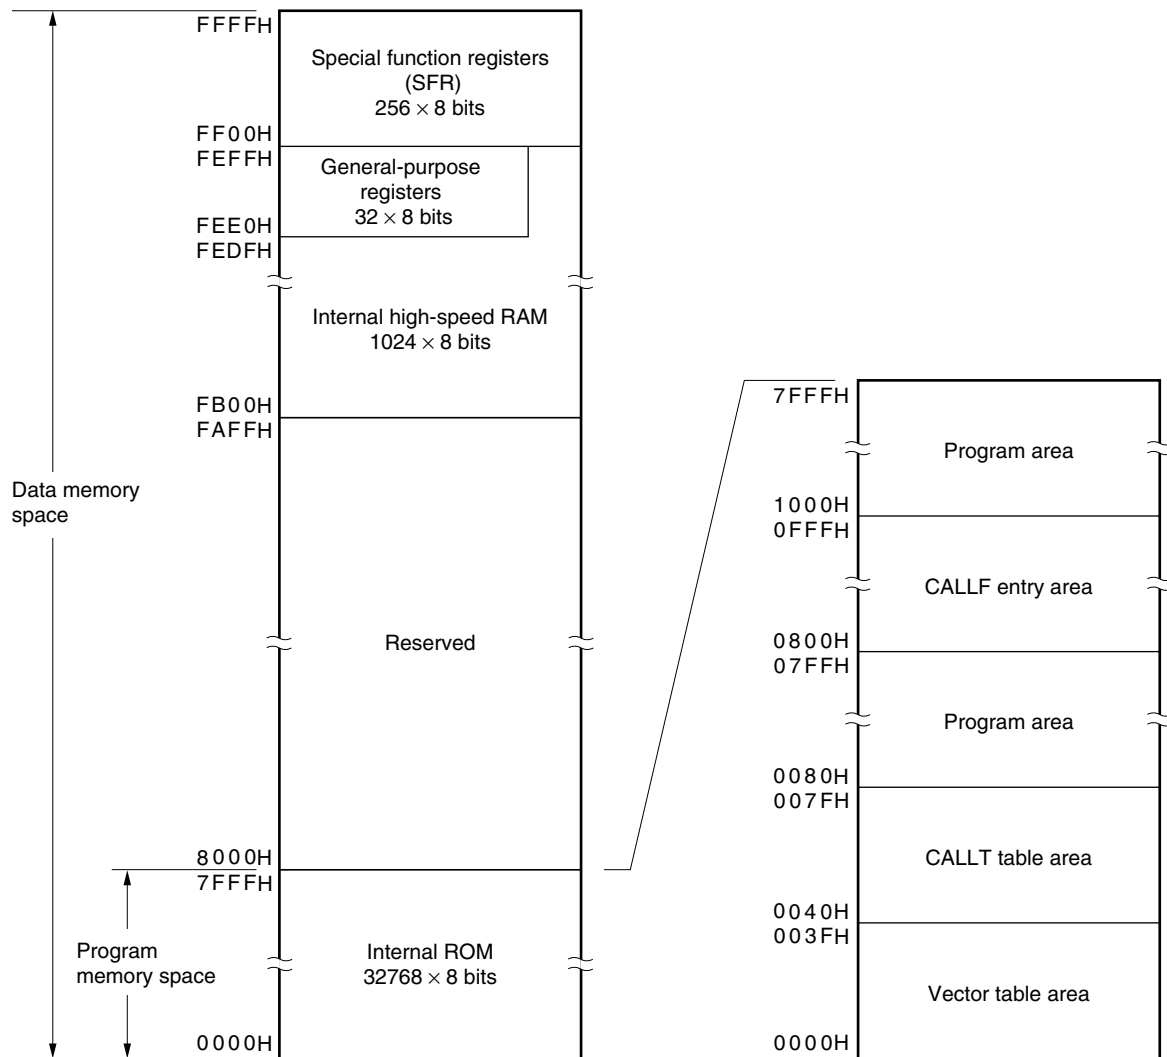 FFFFH
Special function registers
(SFR)
256 × 8 bits
FF00H
FEFFH
General-purpose
registers
32 × 8 bits
FEE0H
FEDFH
Internal high-speed RAM
1024 × 8 bits
FB00H
FAFFH
Data memory
space
Reserved
8000H
7FFFH
Program
memory space
Internal ROM
32768 × 8 bits
0000H
7FFFH
Program area
1000H
0FFFH
CALLF entry area
0800H
07FFH
Program area
0080H
007FH
CALLT table area
0040H
003FH
Vector table area
0000H